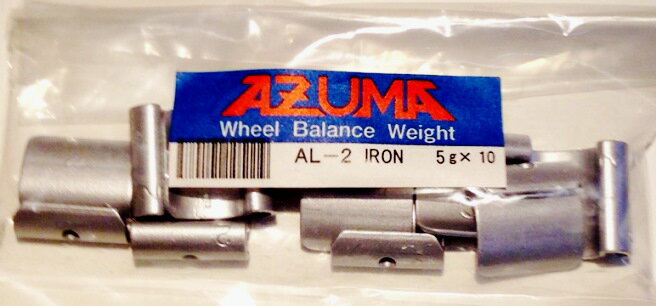 AZUMA
Wheel Balance Weight
AL-2 IRON 5g× 10